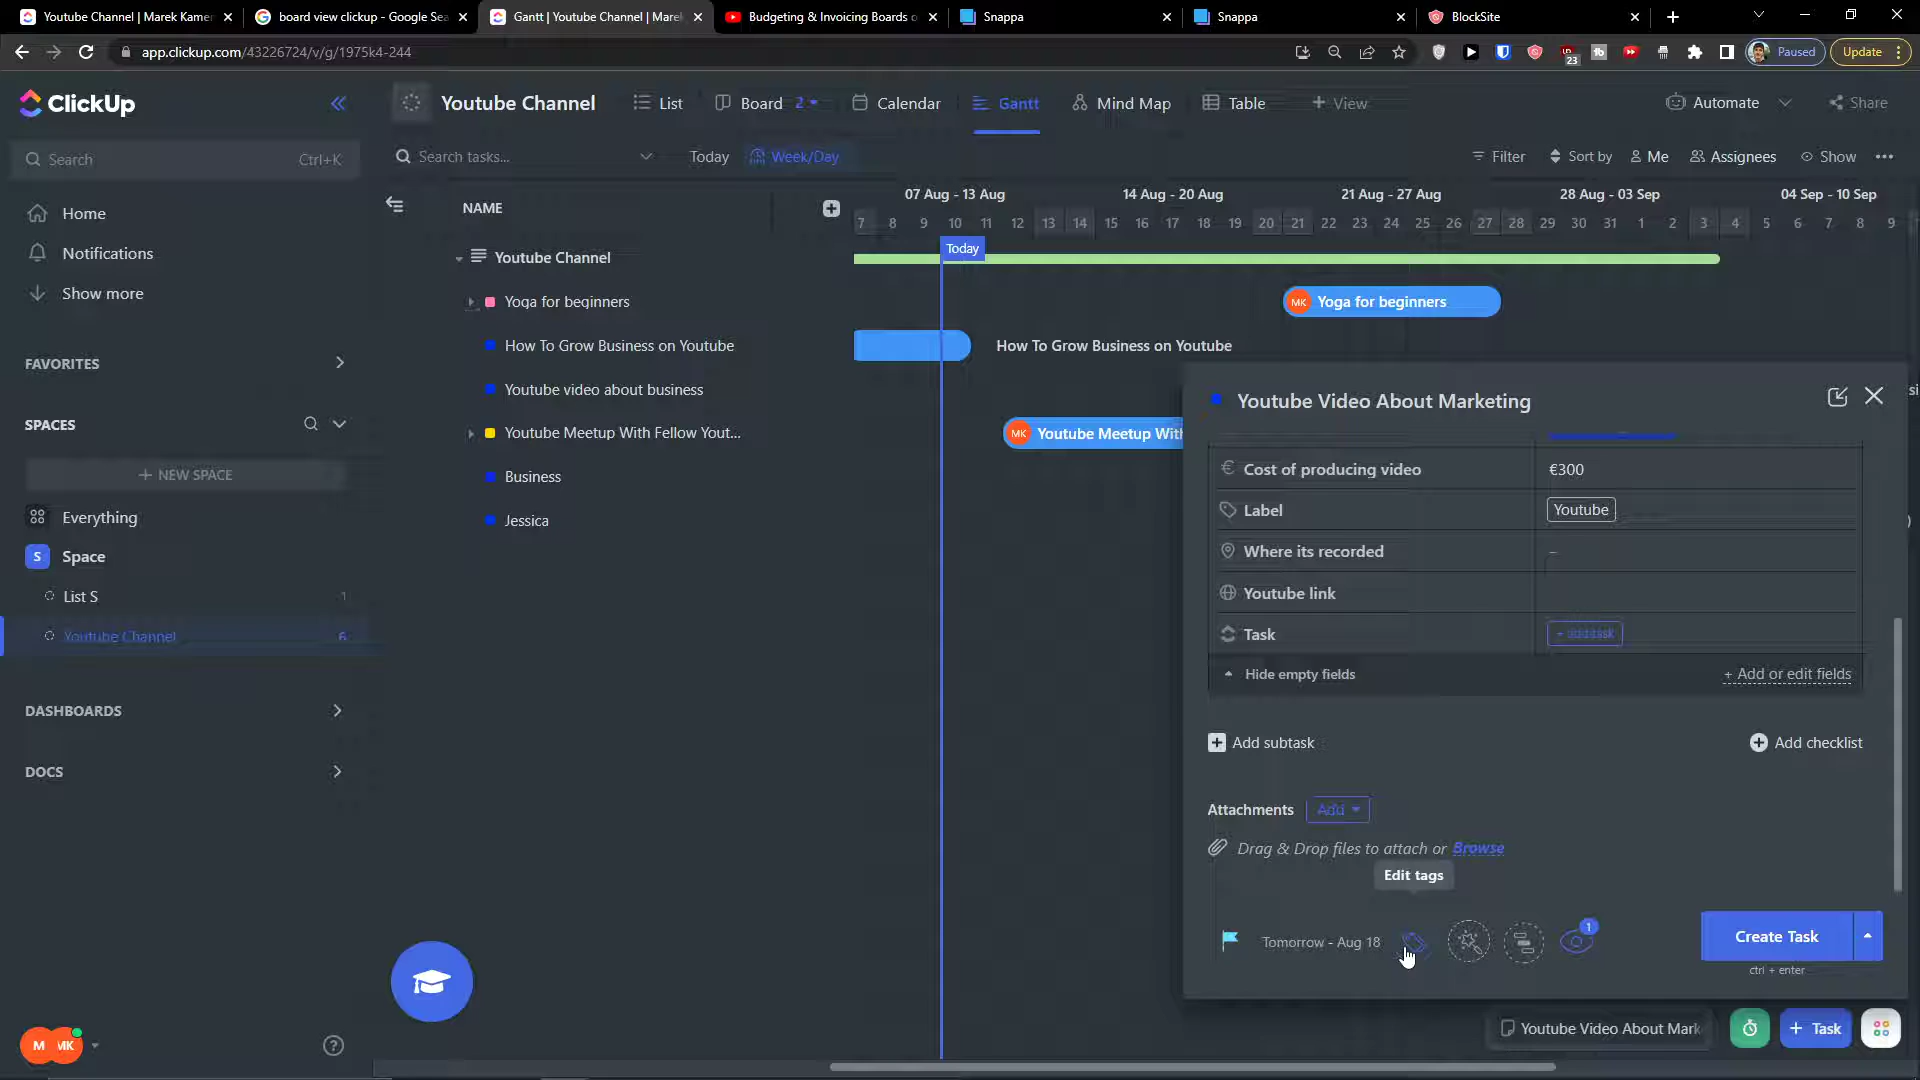 Youtube Channel | Marek Kamer
board view clickup - Google Sea
Gantt | Youtube Channel | Marek
Budgeting & Invoicing Boards o
Snappa
Snappa
BlockSite
app.clickup.com/43226724/v/g/1975k4-244
23
Paused
Update
ClickUp
Youtube Channel
List
Board 2
Calendar
Gantt
Mind Map
Table
+ View
Automate
Share
Search
Ctrl+K
Search tasks...
Today
Week/Day
Filter
Sort by
Me
Assignees
Show
NAME
07 Aug - 13 Aug
14 Aug - 20 Aug
21 Aug - 27 Aug
28 Aug - 03 Sep
04 Sep - 10 Sep
7 8 9 10 11 12 13 14 15 16 17 18 19 20 21 22 23 24 25 26 27 28 29 30 31 1 2 3 4 5 6 7 8 9
Today
Home
Notifications
Show more
FAVORITES
SPACES
+ NEW SPACE
Everything
S Space
List S 1
Youtube Channel 6
DASHBOARDS
DOCS
M MK
Youtube Channel
Yoga for beginners
How To Grow Business on Youtube
Youtube video about business
Youtube Meetup With Fellow Yout...
Business
Jessica
MK Yoga for beginners
How To Grow Business on Youtube
MK Youtube Meetup With
si
Youtube Video About Marketing
Cost of producing video
€300
Label
Youtube
Where its recorded
–
Youtube link
Task
+ add task
Hide empty fields
+ Add or edit fields
Add subtask
Add checklist
Attachments
Add
Drag & Drop files to attach or Browse
Edit tags
Tomorrow - Aug 18
1
Create Task
ctrl + enter
Youtube Video About Mark
+ Task